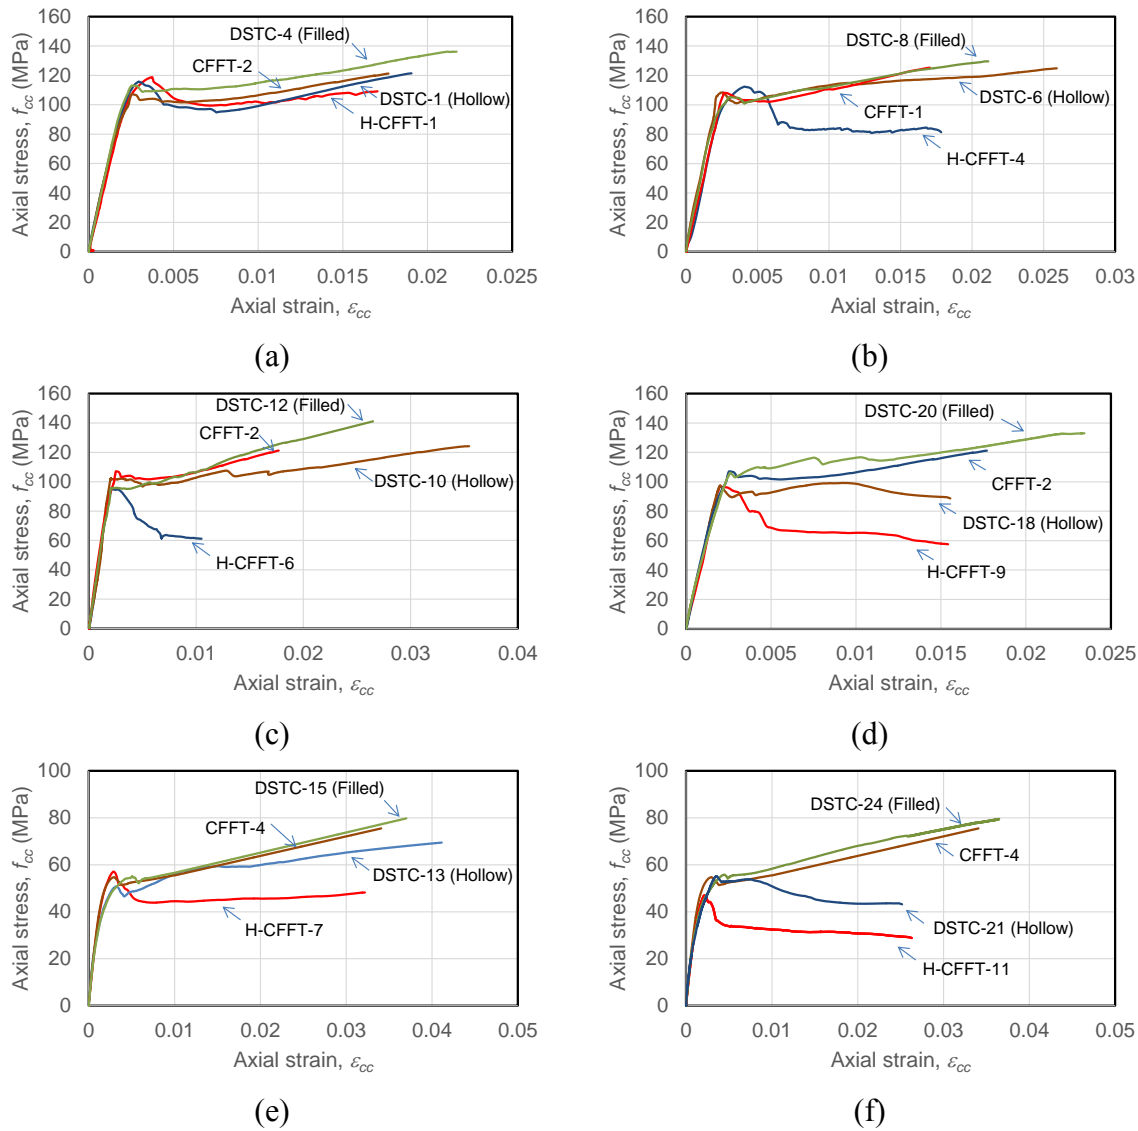 160
140
120
100
80
60
40
20
0
Axial stress, fcc (MPa)
DSTC-4 (Filled)
CFFT-2
DSTC-1 (Hollow)
H-CFFT-1
0 0.005 0.01 0.015 0.02 0.025
Axial strain, εcc
(a)
160
140
120
100
80
60
40
20
0
Axial stress, fcc (MPa)
DSTC-8 (Filled)
DSTC-6 (Hollow)
CFFT-1
H-CFFT-4
0 0.005 0.01 0.015 0.02 0.025 0.03
Axial strain, εcc
(b)
160
140
120
100
80
60
40
20
0
Axial stress, fcc (MPa)
DSTC-12 (Filled)
CFFT-2
DSTC-10 (Hollow)
H-CFFT-6
0 0.01 0.02 0.03 0.04
Axial strain, εcc
(c)
160
140
120
100
80
60
40
20
0
Axial stress, fcc (MPa)
DSTC-20 (Filled)
CFFT-2
DSTC-18 (Hollow)
H-CFFT-9
0 0.005 0.01 0.015 0.02 0.025
Axial strain, εcc
(d)
100
80
60
40
20
0
Axial stress, fcc (MPa)
DSTC-15 (Filled)
CFFT-4
DSTC-13 (Hollow)
H-CFFT-7
0 0.01 0.02 0.03 0.04 0.05
Axial strain, εcc
(e)
100
80
60
40
20
0
Axial stress, fcc (MPa)
DSTC-24 (Filled)
CFFT-4
DSTC-21 (Hollow)
H-CFFT-11
0 0.01 0.02 0.03 0.04 0.05
Axial strain, εcc
(f)